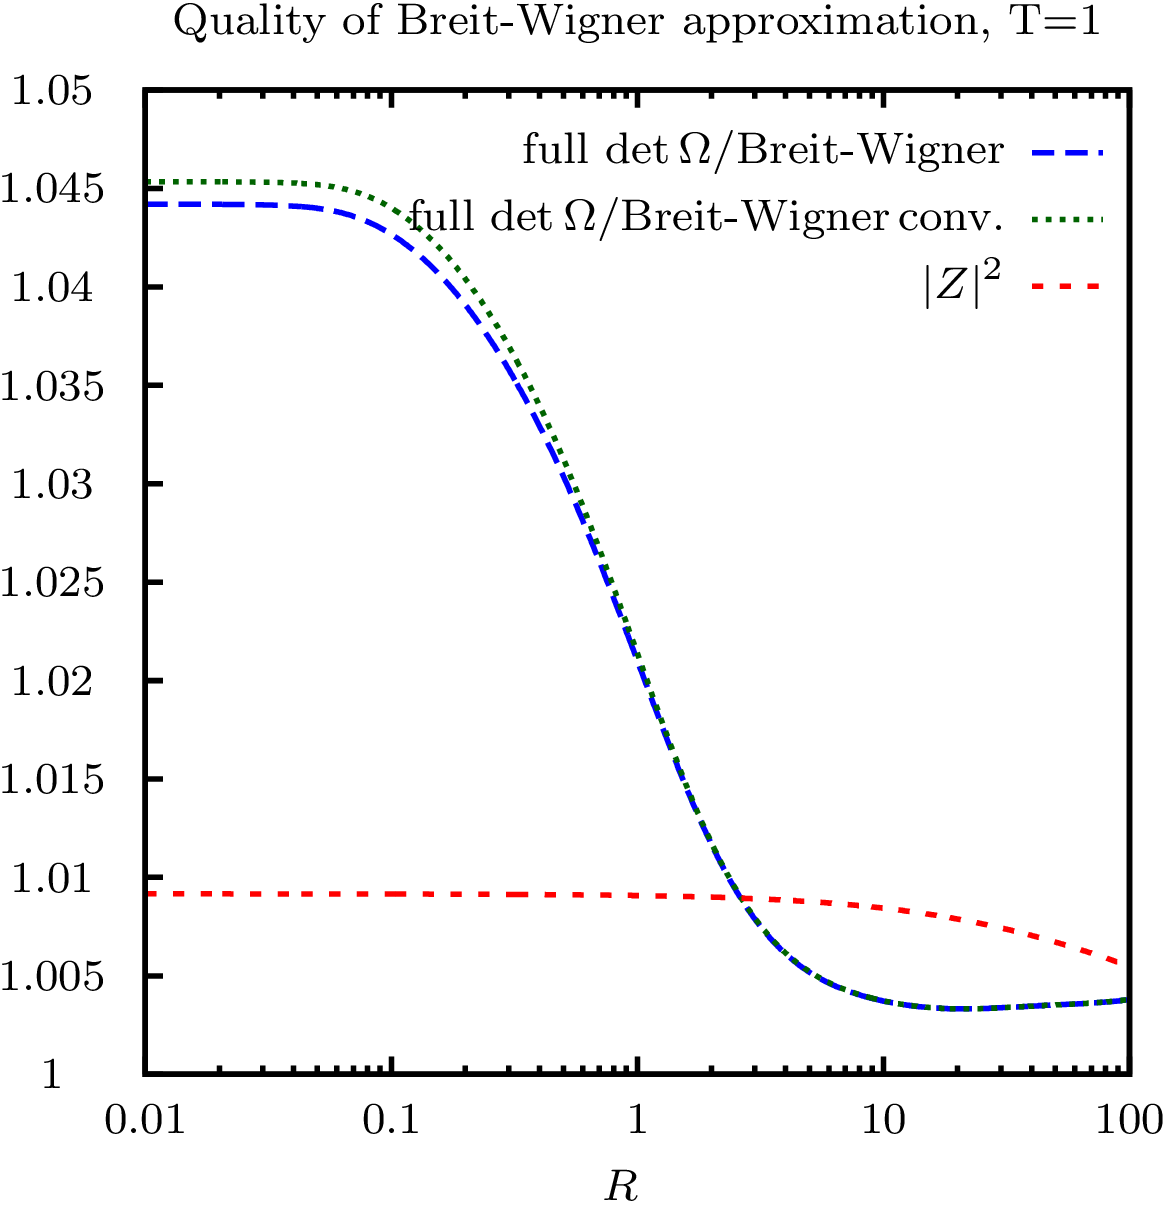 Quality of Breit-Wigner approximation, T=1
1.05
1.045
1.04
1.035
1.03
1.025
1.02
1.015
1.01
1.005
1
full det Ω/Breit-Wigner
full det Ω/Breit-Wigner conv.
|Z|²
0.01 0.1 1 10 100
R